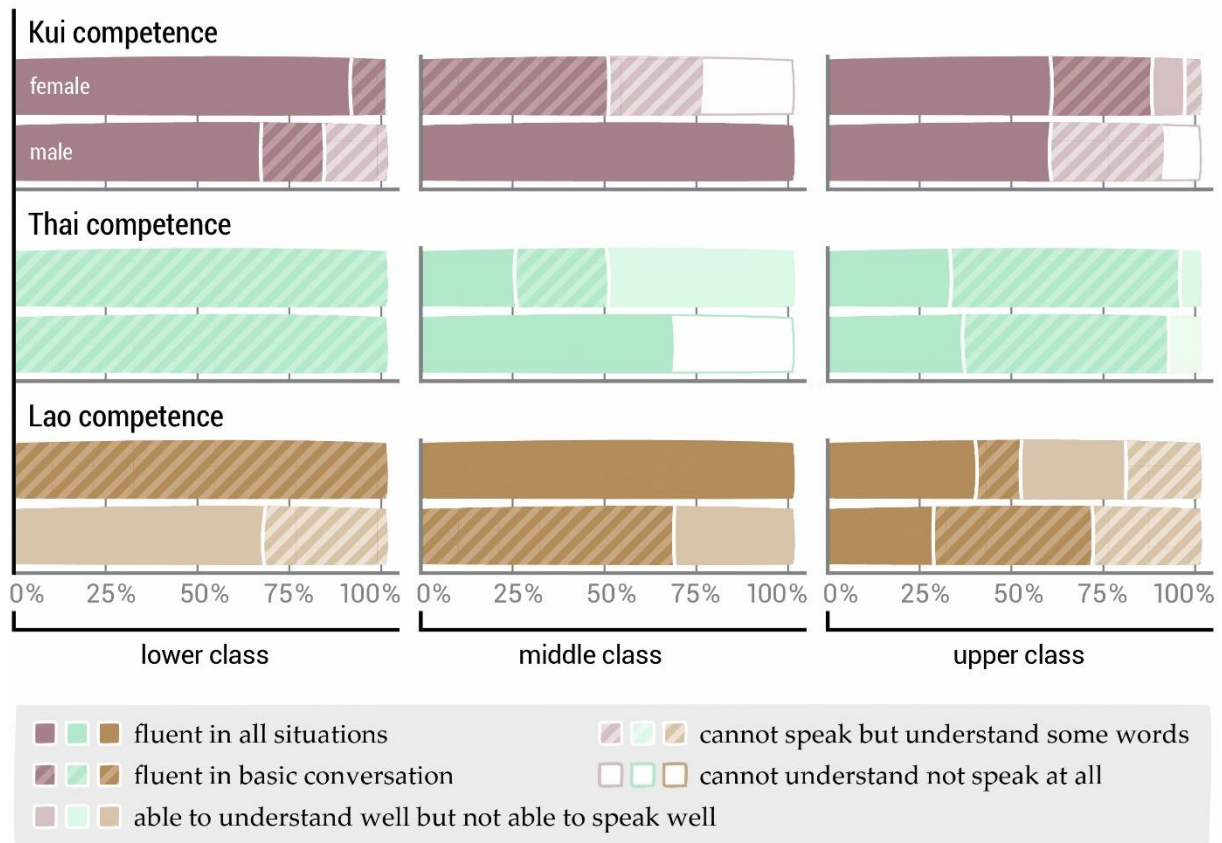 Kui competence
female
male
Thai competence
Lao competence
0% 25% 50% 75% 100% 0% 25% 50% 75% 100% 0% 25% 50% 75% 100%
lower class middle class upper class
fluent in all situations
fluent in basic conversation
able to understand well but not able to speak well
cannot speak but understand some words
cannot understand not speak at all